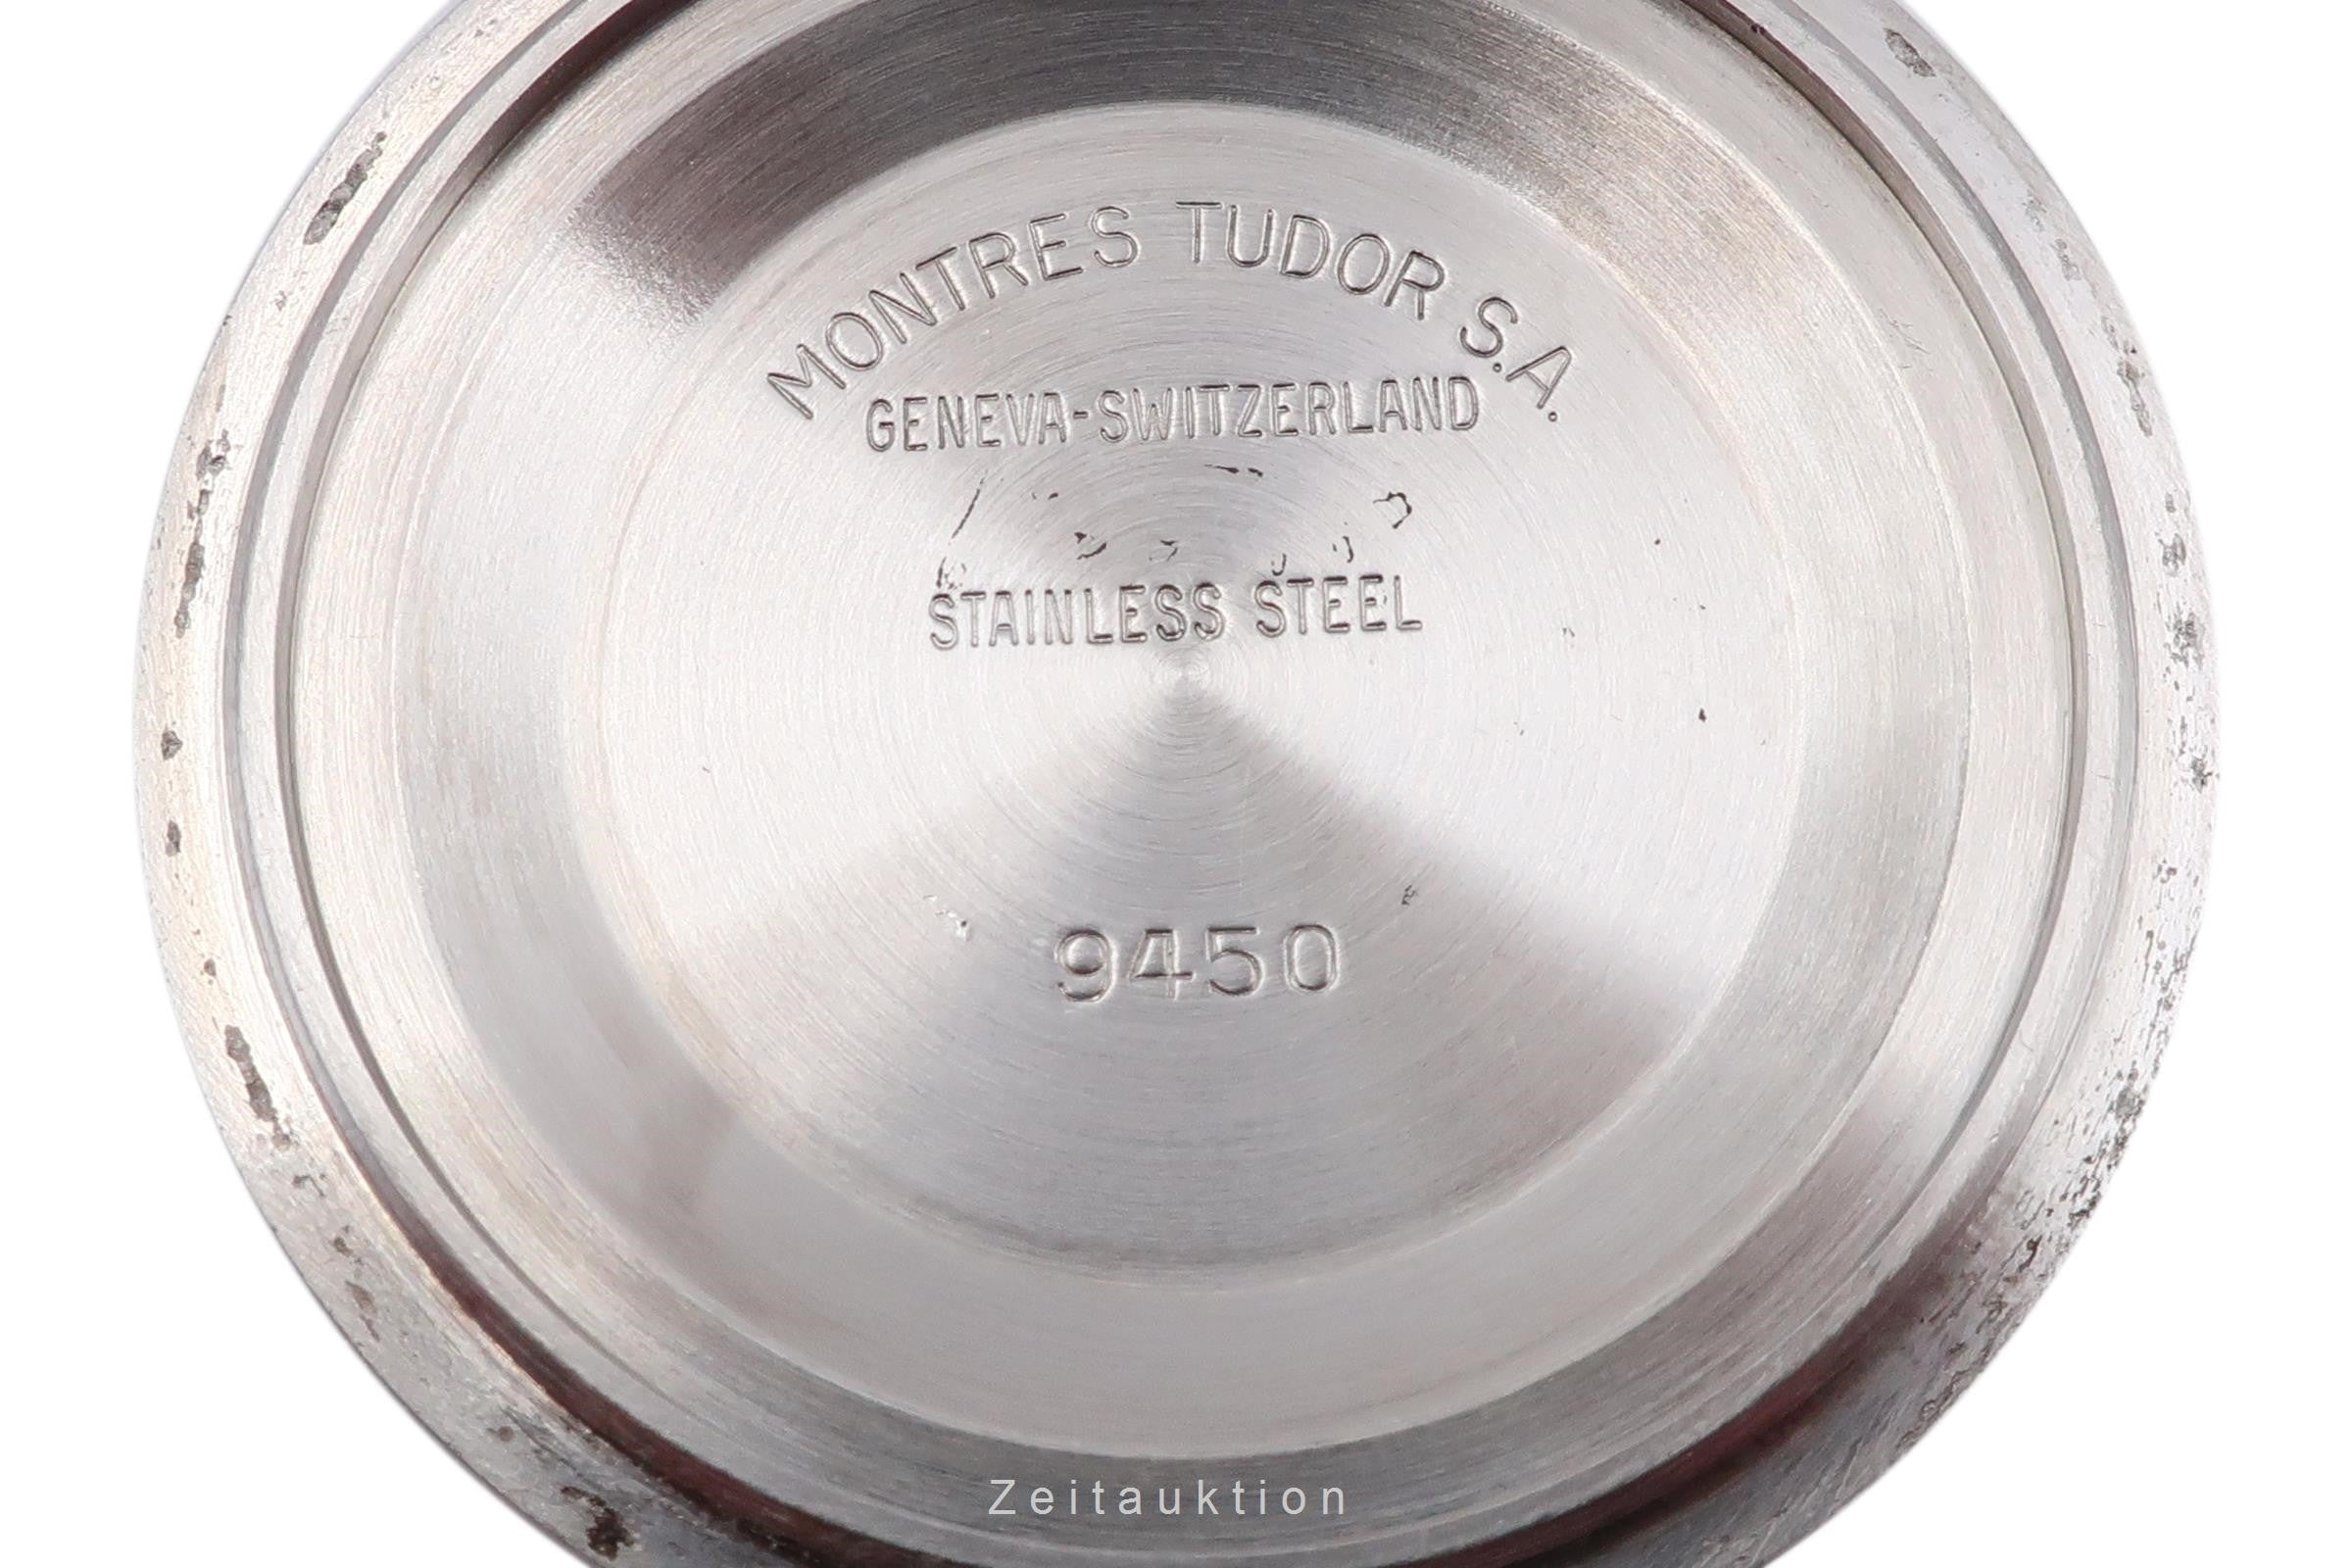 MONTRES TUDOR S.A.
GENEVA-SWITZERLAND
STAINLESS STEEL
9450
Zeitauktion